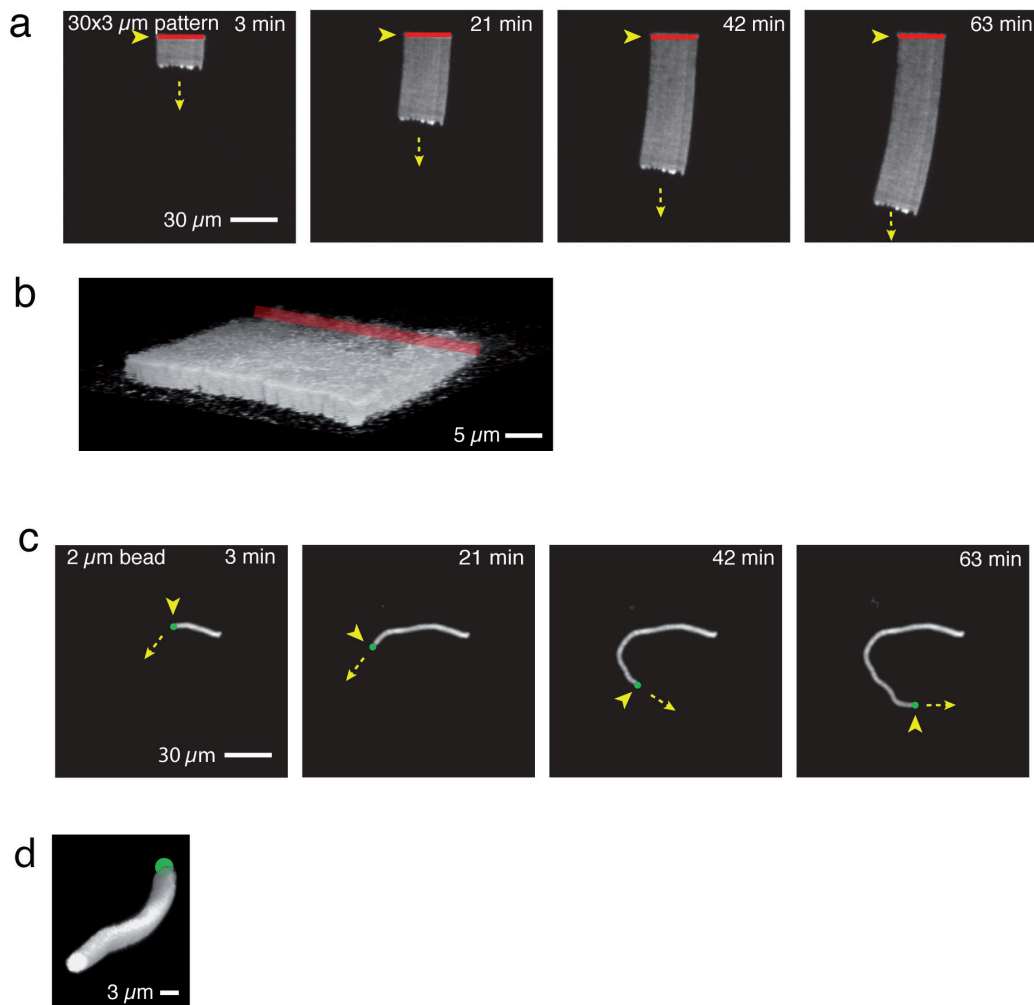 a
30x3 µm pattern 3 min
21 min
42 min
63 min
30 µm
b
5 µm
c
2 µm bead 3 min
21 min
42 min
63 min
30 µm
d
3 µm